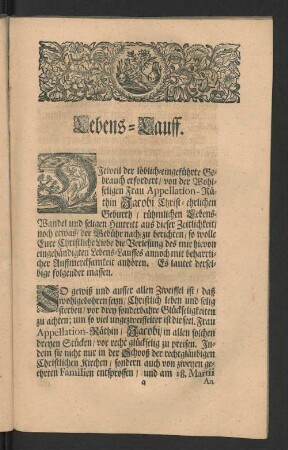 Lebens-Lauff.
DIeweil der löblich-eingeführte Ge-
brauch erfordert, von der Wohl-
seligen Frau Appellation-Rä-
thin Jacobi Christ-ehrlichen
Geburth, rühmlichen Lebens-
Wandel und seligen Hintritt aus dieser Zeitlichkeit,
noch etwas, der Gebühr nach, zu berichten, so wolle
Eure Christliche Liebe die Verlesung des mir hievon
eingehändigten Lebens-Lauffes annoch mit beharrli-
cher Auffmercksamkeit anhören. Es lautet dersel-
bige folgender massen.
SO gewiß und ausser allen Zweiffel ist, daß
wohlgebohren seyn, Christlich leben und selig
sterben, vor drey sonderbahre Glückseligkeiten
zu achten; um so viel ungezweiffelter ist die sel. Frau
Appellation-Räthin, Jacobi, in allen solchen
dreyen Stücken, vor recht glückselig zu preisen. In-
dem sie nicht nur in der Schooß der rechtgläubigen
Christlichen Kirchen, sondern auch von zweyen ge-
ehrten Familien entsprossen, und am 18. Martii
q An.